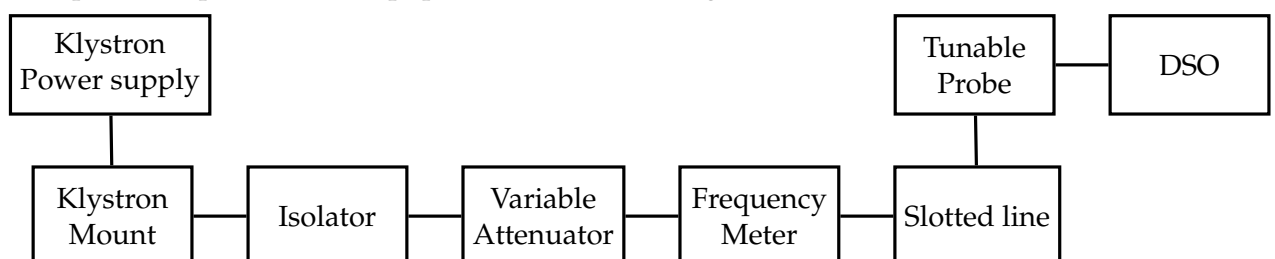 Klystron
Power supply
Tunable
Probe
DSO
Klystron
Mount
Isolator
Variable
Attenuator
Frequency
Meter
Slotted line